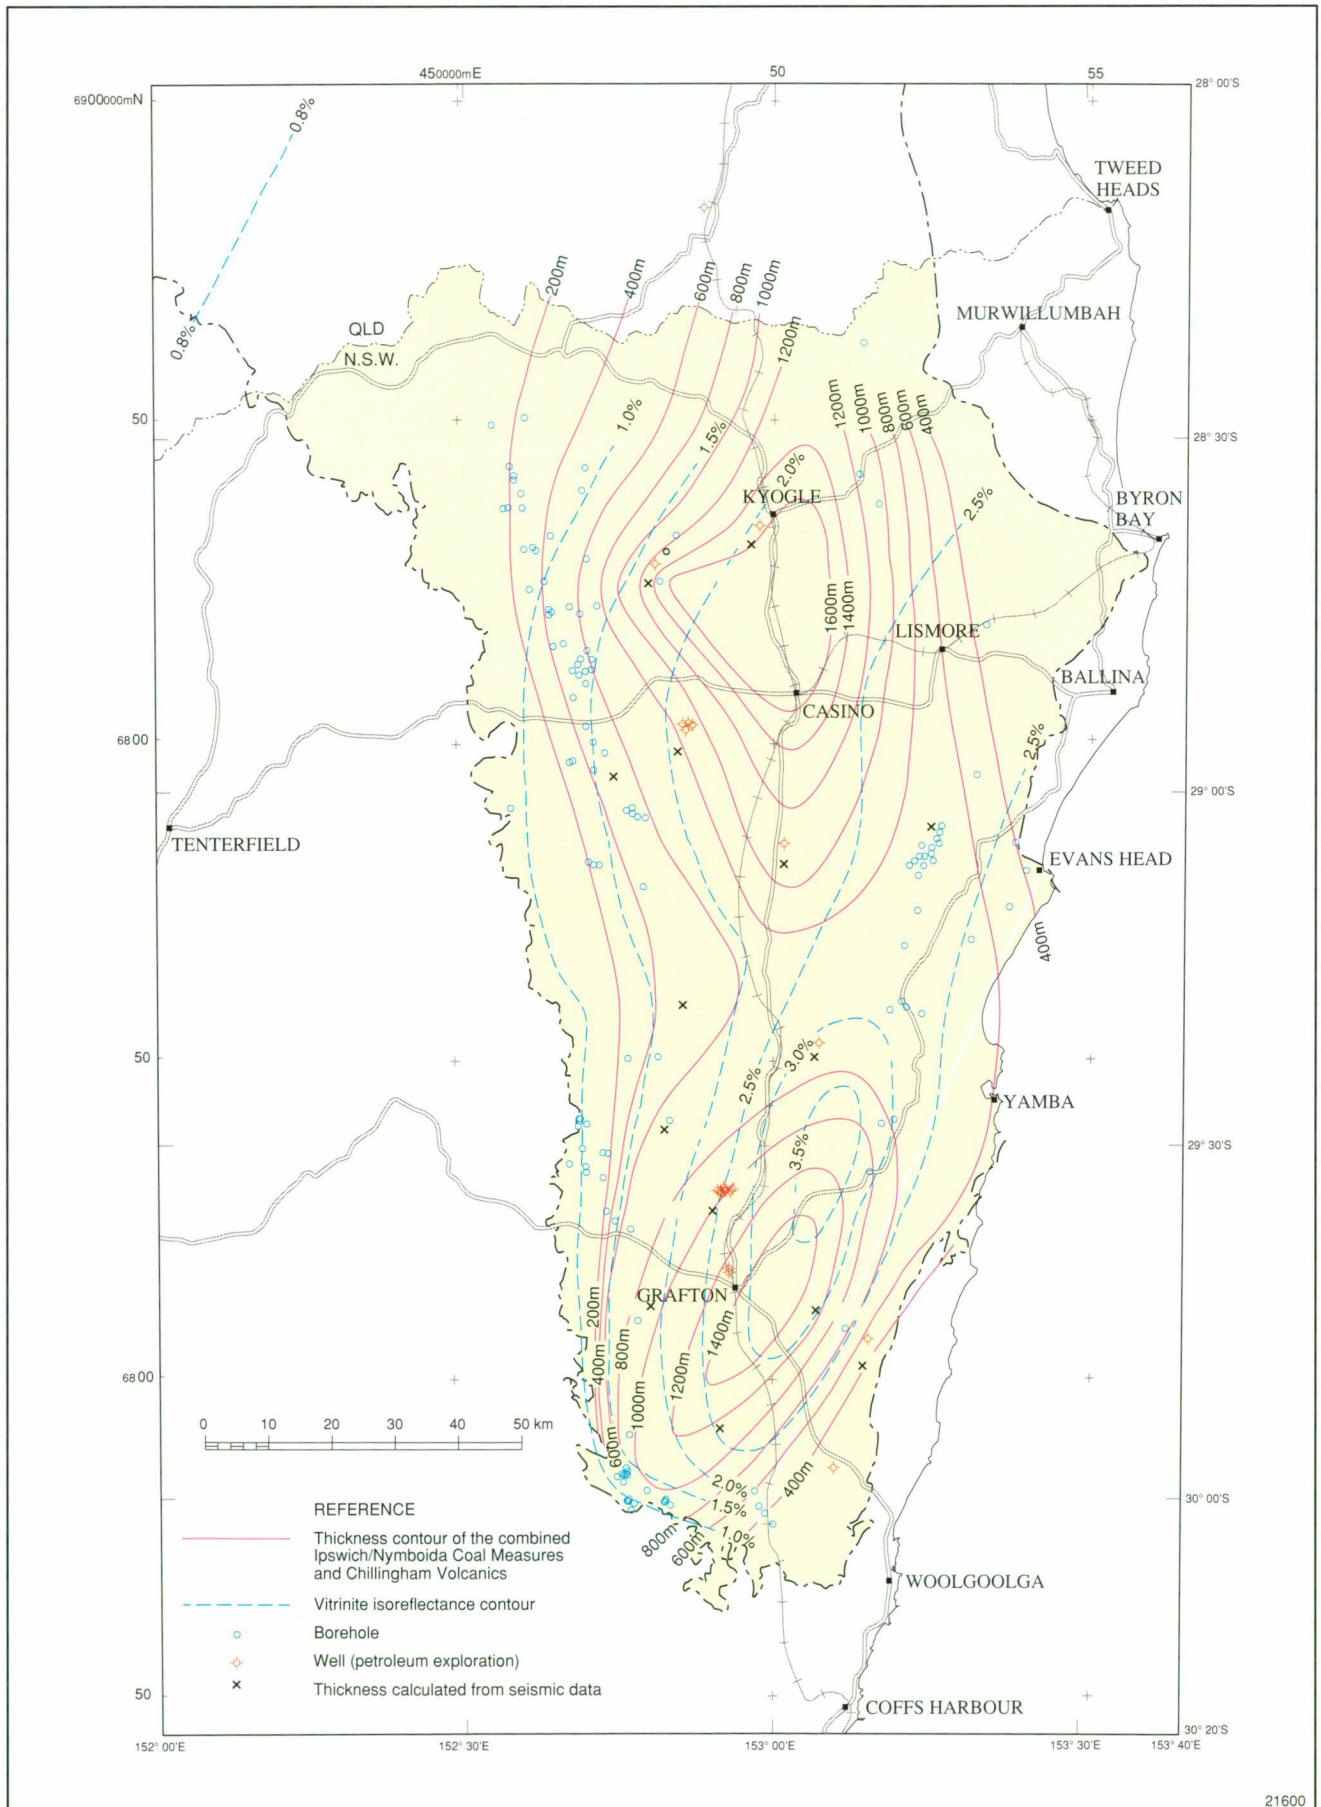 450000mE
50
55
28° 00'S
6900000mN
0.8%
TWEED
HEADS
200m
400m
600m
800m
1000m
1200m
MURWILLUMBAH
QLD
N.S.W.
0.8%
1.0%
1.5%
1200m
1000m
800m
600m
400m
50
28° 30'S
2.0%
KYOGLE
2.5%
BYRON
BAY
1600m
1400m
LISMORE
BALLINA
CASINO
6800
2.5%
29° 00'S
TENTERFIELD
EVANS HEAD
400m
50
3.0%
2.5%
YAMBA
29° 30'S
3.5%
GRAFTON
200m
400m
800m
1400m
1200m
1000m
6800
0 10 20 30 40 50 km
600m
2.0%
1.5%
1.0%
400m
800m
600m
30° 00'S
REFERENCE
Thickness contour of the combined
Ipswich/Nymboida Coal Measures
and Chillingham Volcanics
Vitrinite isoreflectance contour
Borehole
Well (petroleum exploration)
Thickness calculated from seismic data
WOOLGOOLGA
50
COFFS HARBOUR
30° 20'S
152° 00'E
152° 30'E
153° 00'E
153° 30'E
153° 40'E
21600